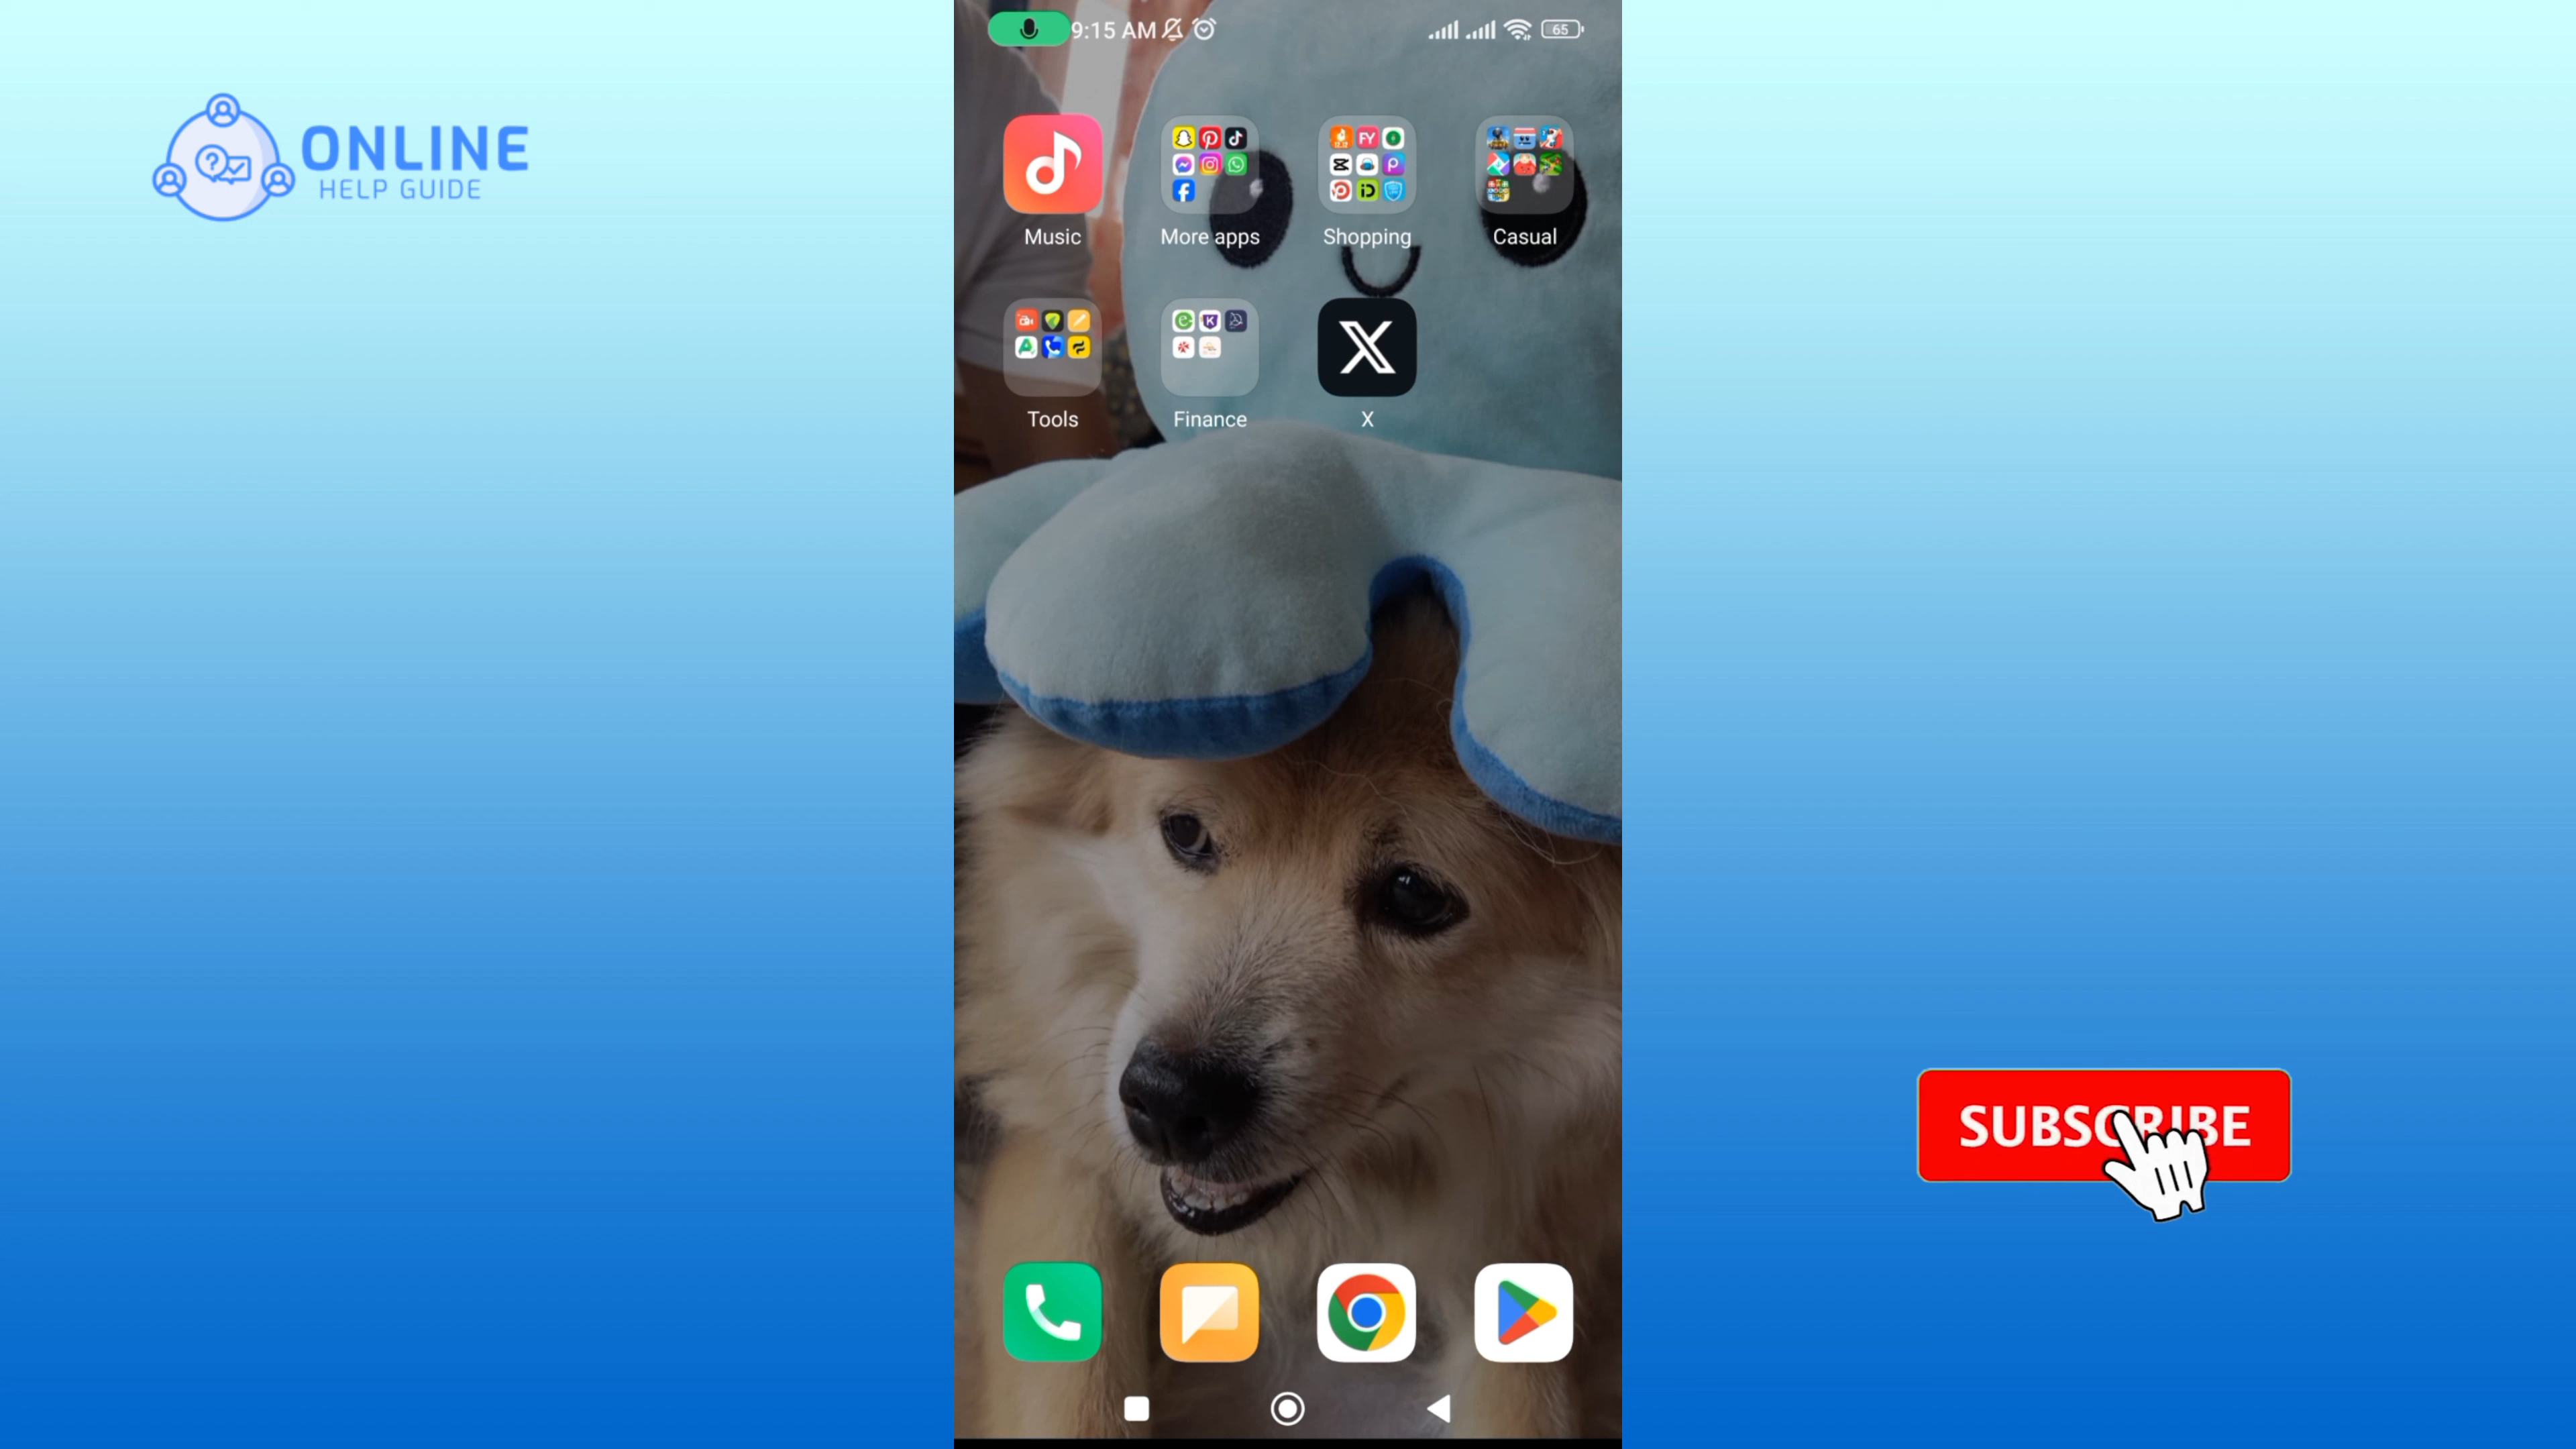 ONLINE
HELP GUIDE
9:15 AM
65
Music
More apps
Shopping
Casual
Tools
Finance
X
SUBSCRIBE